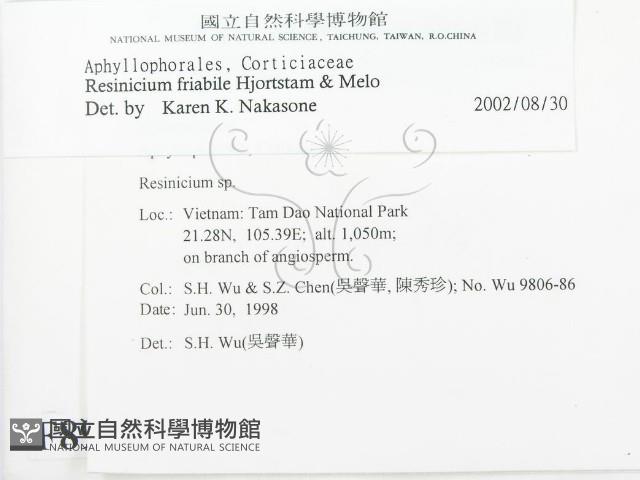 國立自然科學博物館
NATIONAL MUSEUM OF NATURAL SCIENCE, TAICHUNG, TAIWAN, R.O.CHINA
Aphyllophorales, Corticiaceae
Resinicium friabile Hjortstam & Melo
Det. by Karen K. Nakasone 2002/08/30
Resinicium sp.
Loc.: Vietnam: Tam Dao National Park
21.28N, 105.39E; alt. 1,050m;
on branch of angiosperm.
Col.: S.H. Wu & S.Z. Chen(吳聲華, 陳秀珍); No. Wu 9806-86
Date: Jun. 30, 1998
Det.: S.H. Wu(吳聲華)
國立自然科學博物館
NATIONAL MUSEUM OF NATURAL SCIENCE